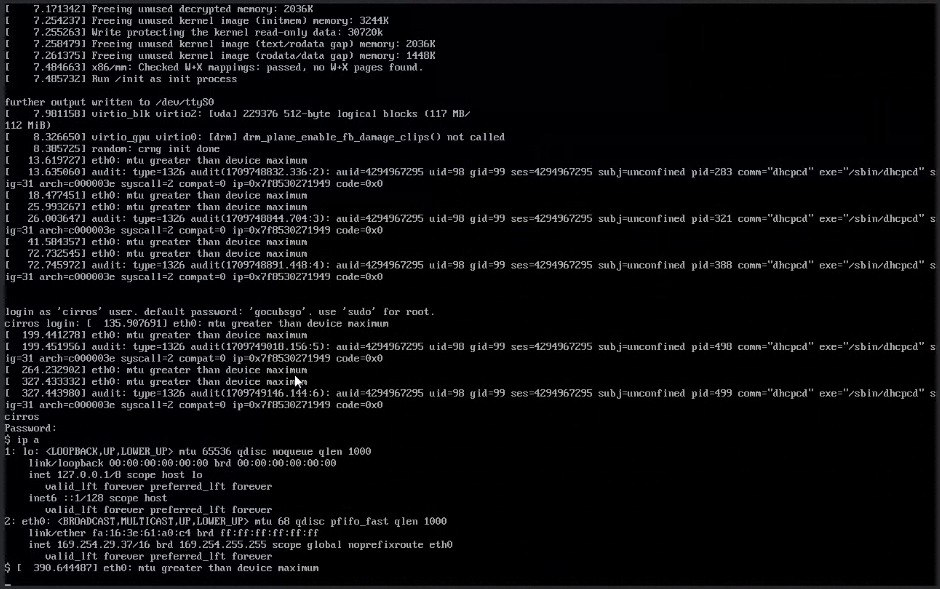 [    7.171342] Freeing unused decrypted memory: 2036K
[    7.254237] Freeing unused kernel image (initmem) memory: 3244K
[    7.255263] Write protecting the kernel read-only data: 30720k
[    7.258479] Freeing unused kernel image (text/rodata gap) memory: 2036K
[    7.261375] Freeing unused kernel image (rodata/data gap) memory: 1448K
[    7.484663] x86/mm: Checked W+X mappings: passed, no W+X pages found.
[    7.485732] Run /init as init process
further output written to /dev/ttyS0
[    7.981158] virtio_blk virtio2: [vda] 229376 512-byte logical blocks (117 MB/
112 MiB)
[    8.326650] virtio_gpu virtio0: [drm] drm_plane_enable_fb_damage_clips() not called
[    8.385725] random: crng init done
[   13.619727] eth0: mtu greater than device maximum
[   13.635060] audit: type=1326 audit(1709748832.336:2): auid=4294967295 uid=98 gid=99 ses=4294967295 subj=unconfined pid=283 comm="dhcpcd" exe="/sbin/dhcpcd" s
ig=31 arch=c000003e syscall=2 compat=0 ip=0x7f8530271949 code=0x0
[   18.477451] eth0: mtu greater than device maximum
[   25.993267] eth0: mtu greater than device maximum
[   26.003647] audit: type=1326 audit(1709748844.704:3): auid=4294967295 uid=98 gid=99 ses=4294967295 subj=unconfined pid=321 comm="dhcpcd" exe="/sbin/dhcpcd" s
ig=31 arch=c000003e syscall=2 compat=0 ip=0x7f8530271949 code=0x0
[   41.584357] eth0: mtu greater than device maximum
[   72.732545] eth0: mtu greater than device maximum
[   72.745972] audit: type=1326 audit(1709748891.448:4): auid=4294967295 uid=98 gid=99 ses=4294967295 subj=unconfined pid=388 comm="dhcpcd" exe="/sbin/dhcpcd" s
ig=31 arch=c000003e syscall=2 compat=0 ip=0x7f8530271949 code=0x0
login as 'cirros' user. default password: 'gocubsgo'. use 'sudo' for root.
cirros login: [  135.907691] eth0: mtu greater than device maximum
[  199.441278] eth0: mtu greater than device maximum
[  199.451956] audit: type=1326 audit(1709749018.156:5): auid=4294967295 uid=98 gid=99 ses=4294967295 subj=unconfined pid=498 comm="dhcpcd" exe="/sbin/dhcpcd" s
ig=31 arch=c000003e syscall=2 compat=0 ip=0x7f8530271949 code=0x0
[  264.232902] eth0: mtu greater than device maximum
[  327.433332] eth0: mtu greater than device maximum
[  327.443980] audit: type=1326 audit(1709749146.144:6): auid=4294967295 uid=98 gid=99 ses=4294967295 subj=unconfined pid=499 comm="dhcpcd" exe="/sbin/dhcpcd" s
ig=31 arch=c000003e syscall=2 compat=0 ip=0x7f8530271949 code=0x0
cirros
Password:
$ ip a
1: lo: <LOOPBACK,UP,LOWER_UP> mtu 65536 qdisc noqueue qlen 1000
    link/loopback 00:00:00:00:00:00 brd 00:00:00:00:00:00
    inet 127.0.0.1/8 scope host lo
       valid_lft forever preferred_lft forever
    inet6 ::1/128 scope host
       valid_lft forever preferred_lft forever
2: eth0: <BROADCAST,MULTICAST,UP,LOWER_UP> mtu 68 qdisc pfifo_fast qlen 1000
    link/ether fa:16:3e:61:a0:c4 brd ff:ff:ff:ff:ff:ff
    inet 169.254.29.37/16 brd 169.254.255.255 scope global noprefixroute eth0
       valid_lft forever preferred_lft forever
$ [  390.644487] eth0: mtu greater than device maximum